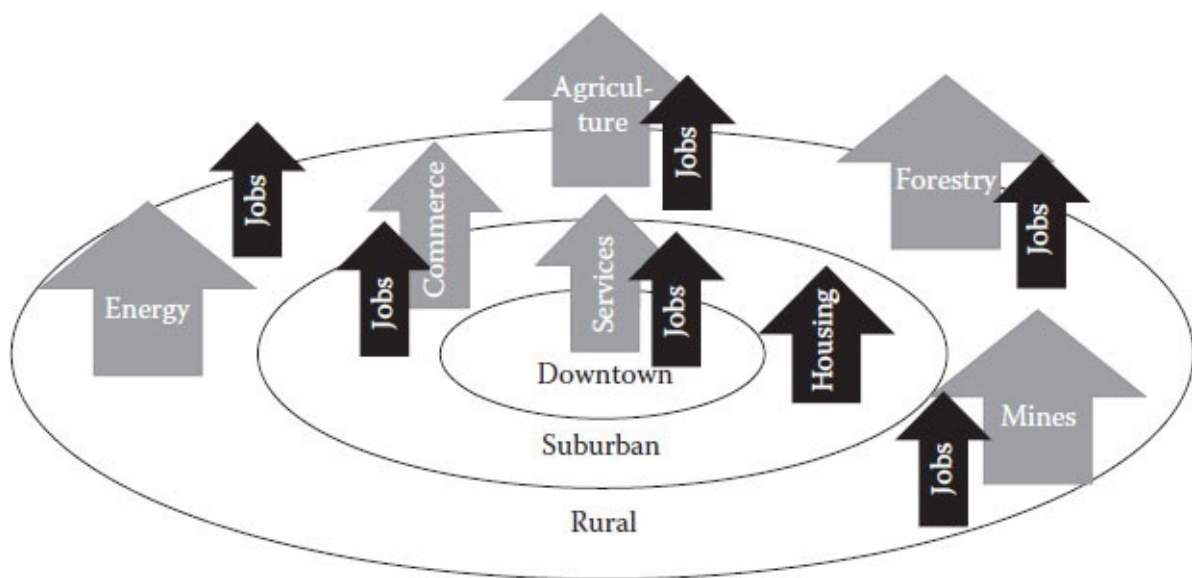 Agricul-
ture
Jobs
Jobs
Commerce
Forestry
Jobs
Energy
Jobs
Services
Jobs
Housing
Downtown
Mines
Jobs
Suburban
Rural